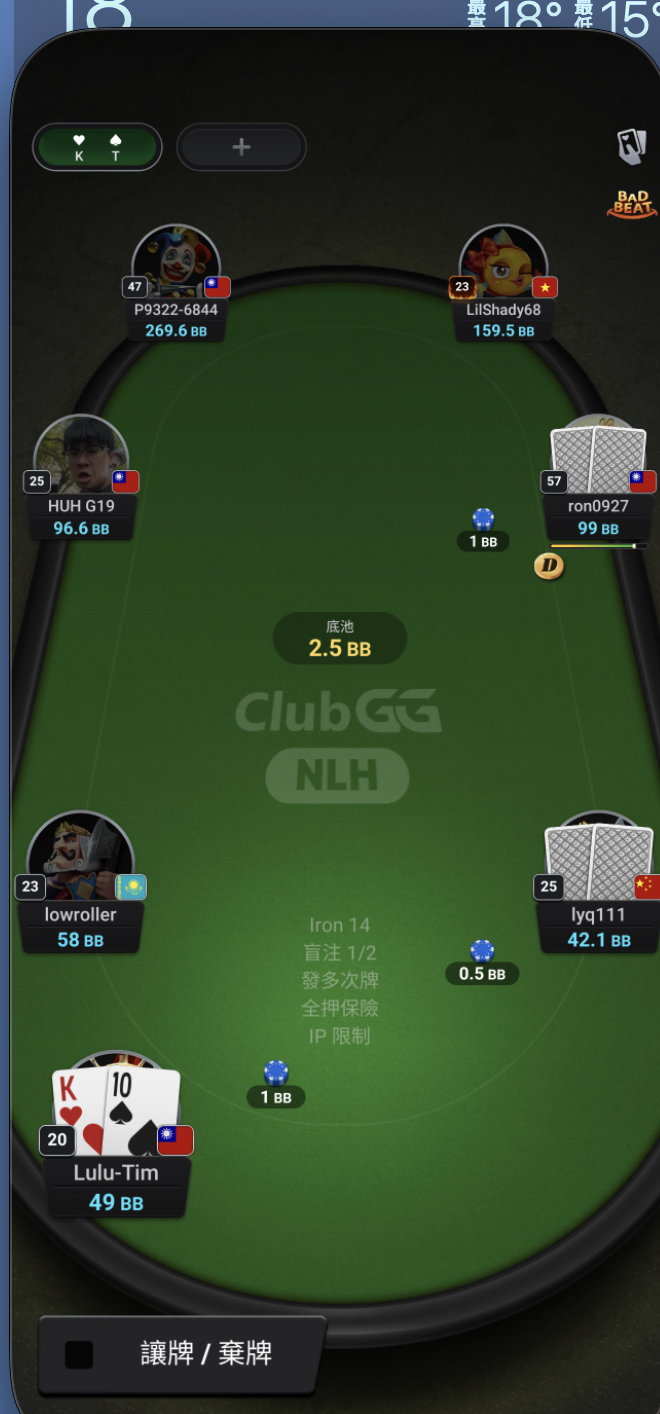 18
最高 18° 最低 15°
K T
+
BAD BEAT
47
P9322-6844
269.6 BB
23
LilShady68
159.5 BB
25
HUH G19
96.6 BB
57
ron0927
99 BB
1 BB
D
底池
2.5 BB
ClubGG
NLH
23
lowroller
58 BB
25
lyq111
42.1 BB
Iron 14
盲注 1/2
發多次牌
全押保險
IP 限制
0.5 BB
1 BB
K 10
20
Lulu-Tim
49 BB
讓牌 / 棄牌